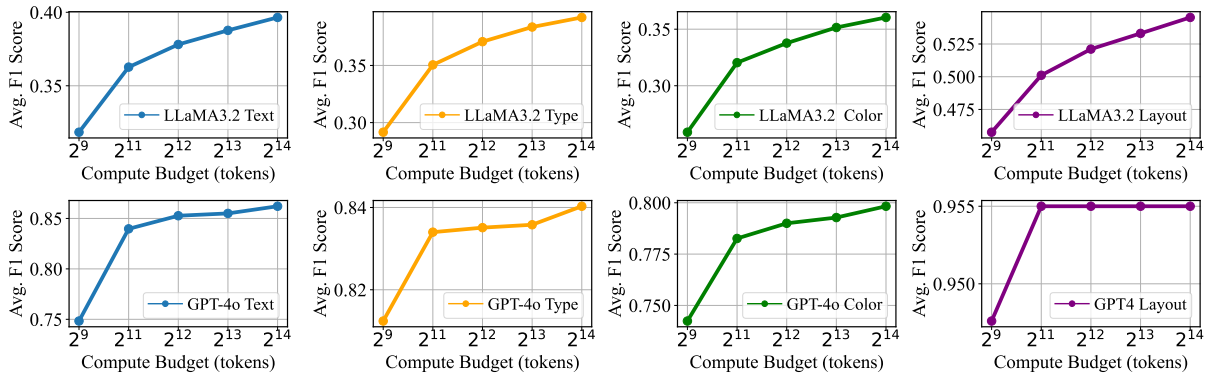 Avg. F1 Score
0.40
0.35
LLaMA3.2 Text
2^9 2^11 2^12 2^13 2^14
Compute Budget (tokens)
Avg. F1 Score
0.35
0.30
LLaMA3.2 Type
2^9 2^11 2^12 2^13 2^14
Compute Budget (tokens)
Avg. F1 Score
0.35
0.30
LLaMA3.2 Color
2^9 2^11 2^12 2^13 2^14
Compute Budget (tokens)
Avg. F1 Score
0.525
0.500
0.475
LLaMA3.2 Layout
2^9 2^11 2^12 2^13 2^14
Compute Budget (tokens)
Avg. F1 Score
0.85
0.80
0.75
GPT-4o Text
2^9 2^11 2^12 2^13 2^14
Compute Budget (tokens)
Avg. F1 Score
0.84
0.82
GPT-4o Type
2^9 2^11 2^12 2^13 2^14
Compute Budget (tokens)
Avg. F1 Score
0.800
0.775
0.750
GPT-4o Color
2^9 2^11 2^12 2^13 2^14
Compute Budget (tokens)
Avg. F1 Score
0.955
0.950
GPT4 Layout
2^9 2^11 2^12 2^13 2^14
Compute Budget (tokens)